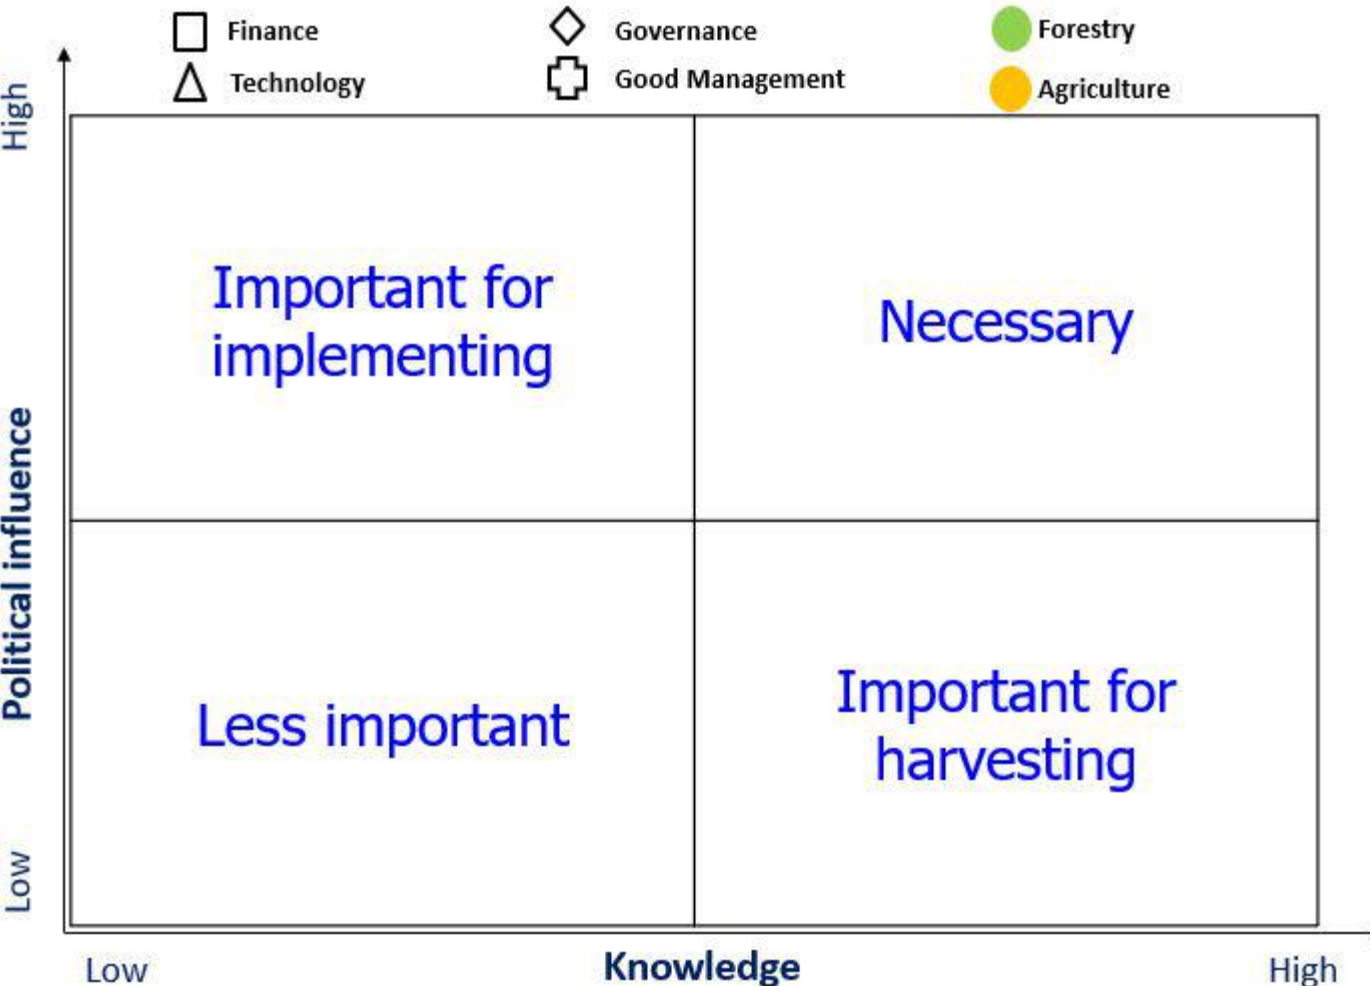 Finance
Governance
Forestry
Technology
Good Management
Agriculture
High
Important for
implementing
Necessary
Political influence
Less important
Important for
harvesting
Low
Low
Knowledge
High